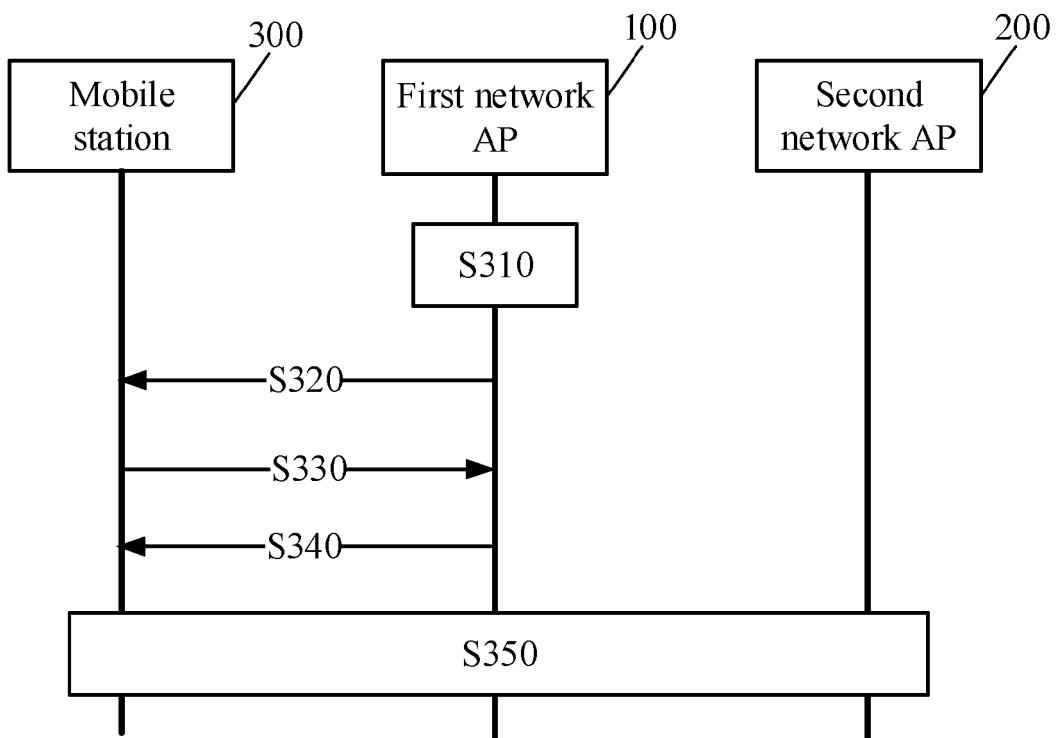 300
100
200
Mobile
station
First network
AP
Second
network AP
S310
S320
S330
S340
S350